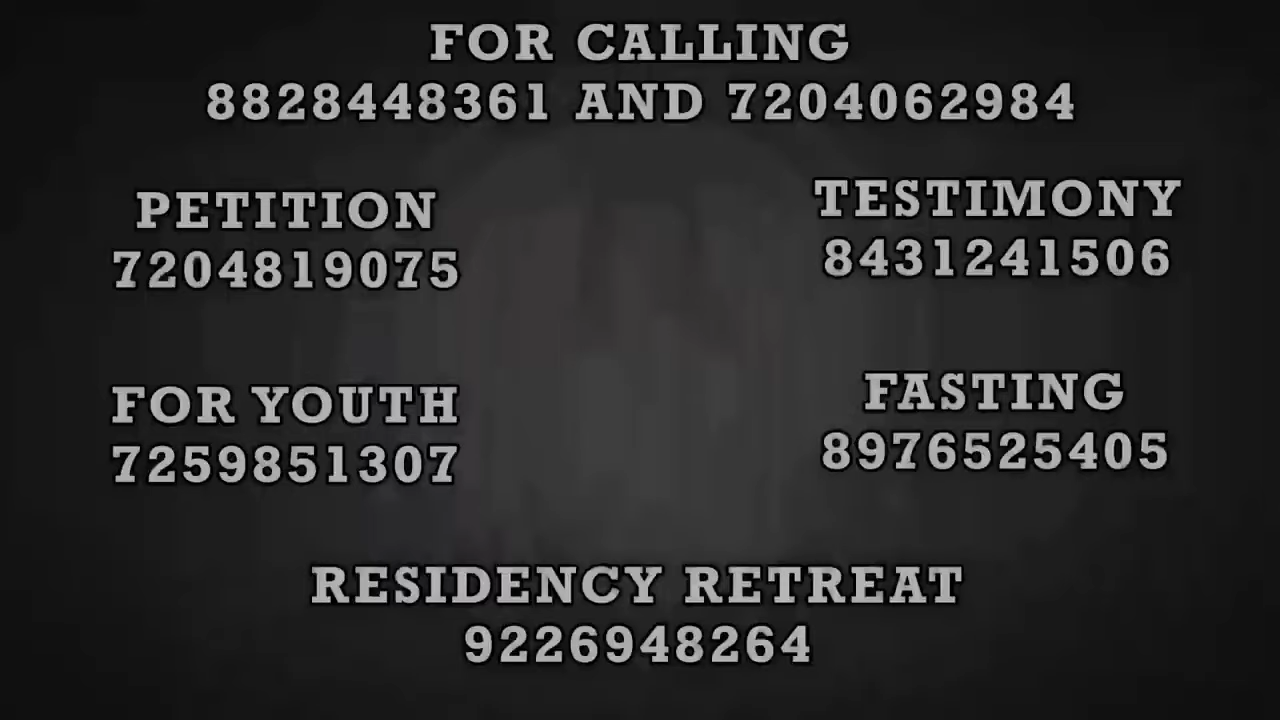 FOR CALLING
8828448361 AND 7204062984
PETITION
7204819075
TESTIMONY
8431241506
FOR YOUTH
7259851307
FASTING
8976525405
RESIDENCY RETREAT
9226948264